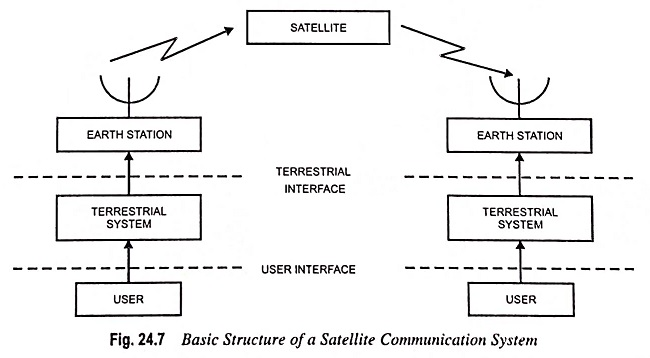 SATELLITE
EARTH STATION
EARTH STATION
TERRESTRIAL
INTERFACE
TERRESTRIAL
SYSTEM
TERRESTRIAL
SYSTEM
USER INTERFACE
USER
USER
Fig. 24.7 Basic Structure of a Satellite Communication System